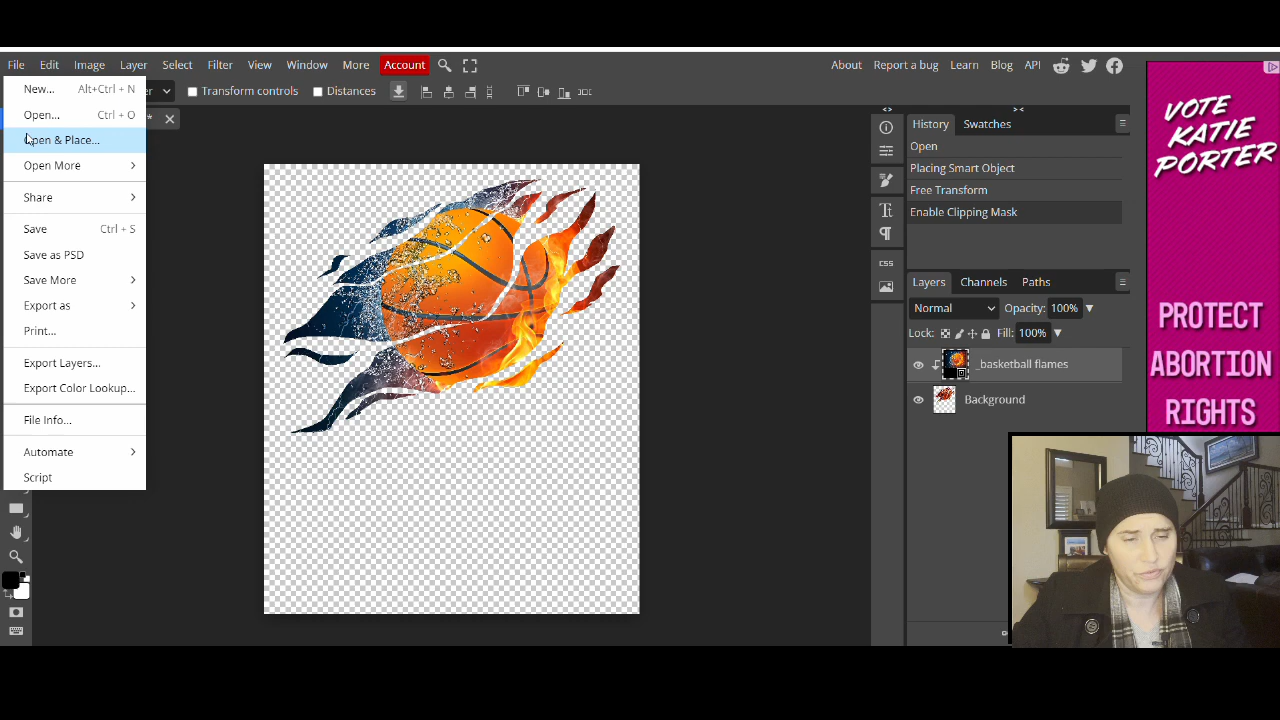 File Edit Image Layer Select Filter View Window More Account
About Report a bug Learn Blog API
New... Alt+Ctrl + N
Open... Ctrl + O
Open & Place...
Open More
Share
Save Ctrl + S
Save as PSD
Save More
Export as
Print...
Export Layers...
Export Color Lookup...
File Info...
Automate
Script
er
Transform controls
Distances
*
History Swatches
Open
Placing Smart Object
Free Transform
Enable Clipping Mask
CSS
Layers Channels Paths
Normal Opacity: 100%
Lock: Fill: 100%
_basketball flames
Background
VOTE
KATIE
PORTER
PROTECT
ABORTION
RIGHTS